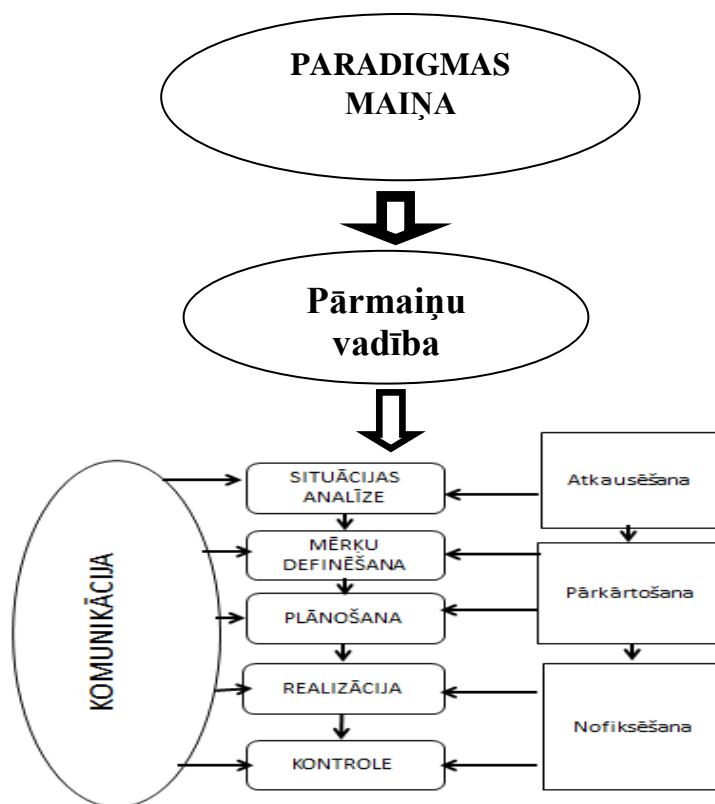 PARADIGMAS
MAIŅA
Pārmaiņu
vadība
KOMUNIKĀCIJA
SITUĀCIJAS
ANALĪZE
MĒRĶU
DEFINĒŠANA
PLĀNOŠANA
REALIZĀCIJA
KONTROLE
Atkausēšana
Pārkārtošana
Nofiksēšana